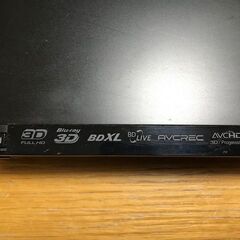 3D FULL HD
Blu-ray 3D
BDXL
BD LIVE
AVCREC
AVCHD 3D/Progressive